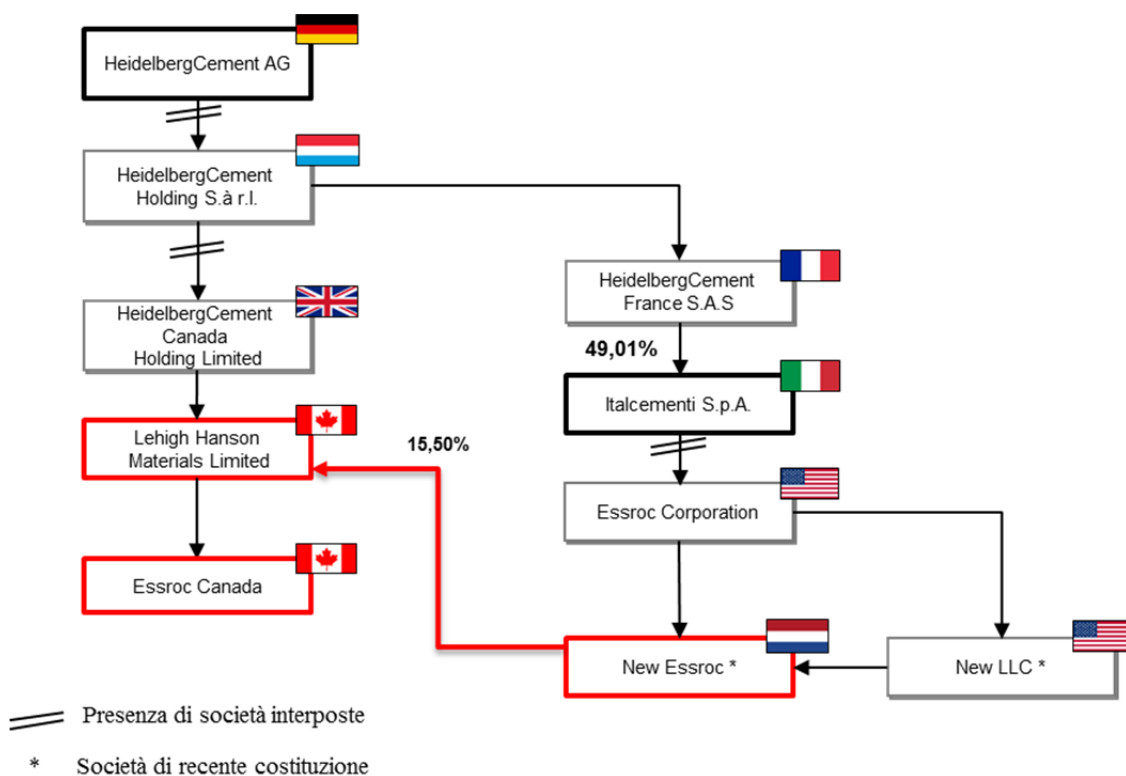 HeidelbergCement AG
HeidelbergCement
Holding S.à r.l.
HeidelbergCement
France S.A.S
HeidelbergCement
Canada
Holding Limited
49,01%
Italcementi S.p.A.
Lehigh Hanson
Materials Limited
15,50%
Essroc Corporation
Essroc Canada
New Essroc *
New LLC *
Presenza di società interposte
* Società di recente costituzione